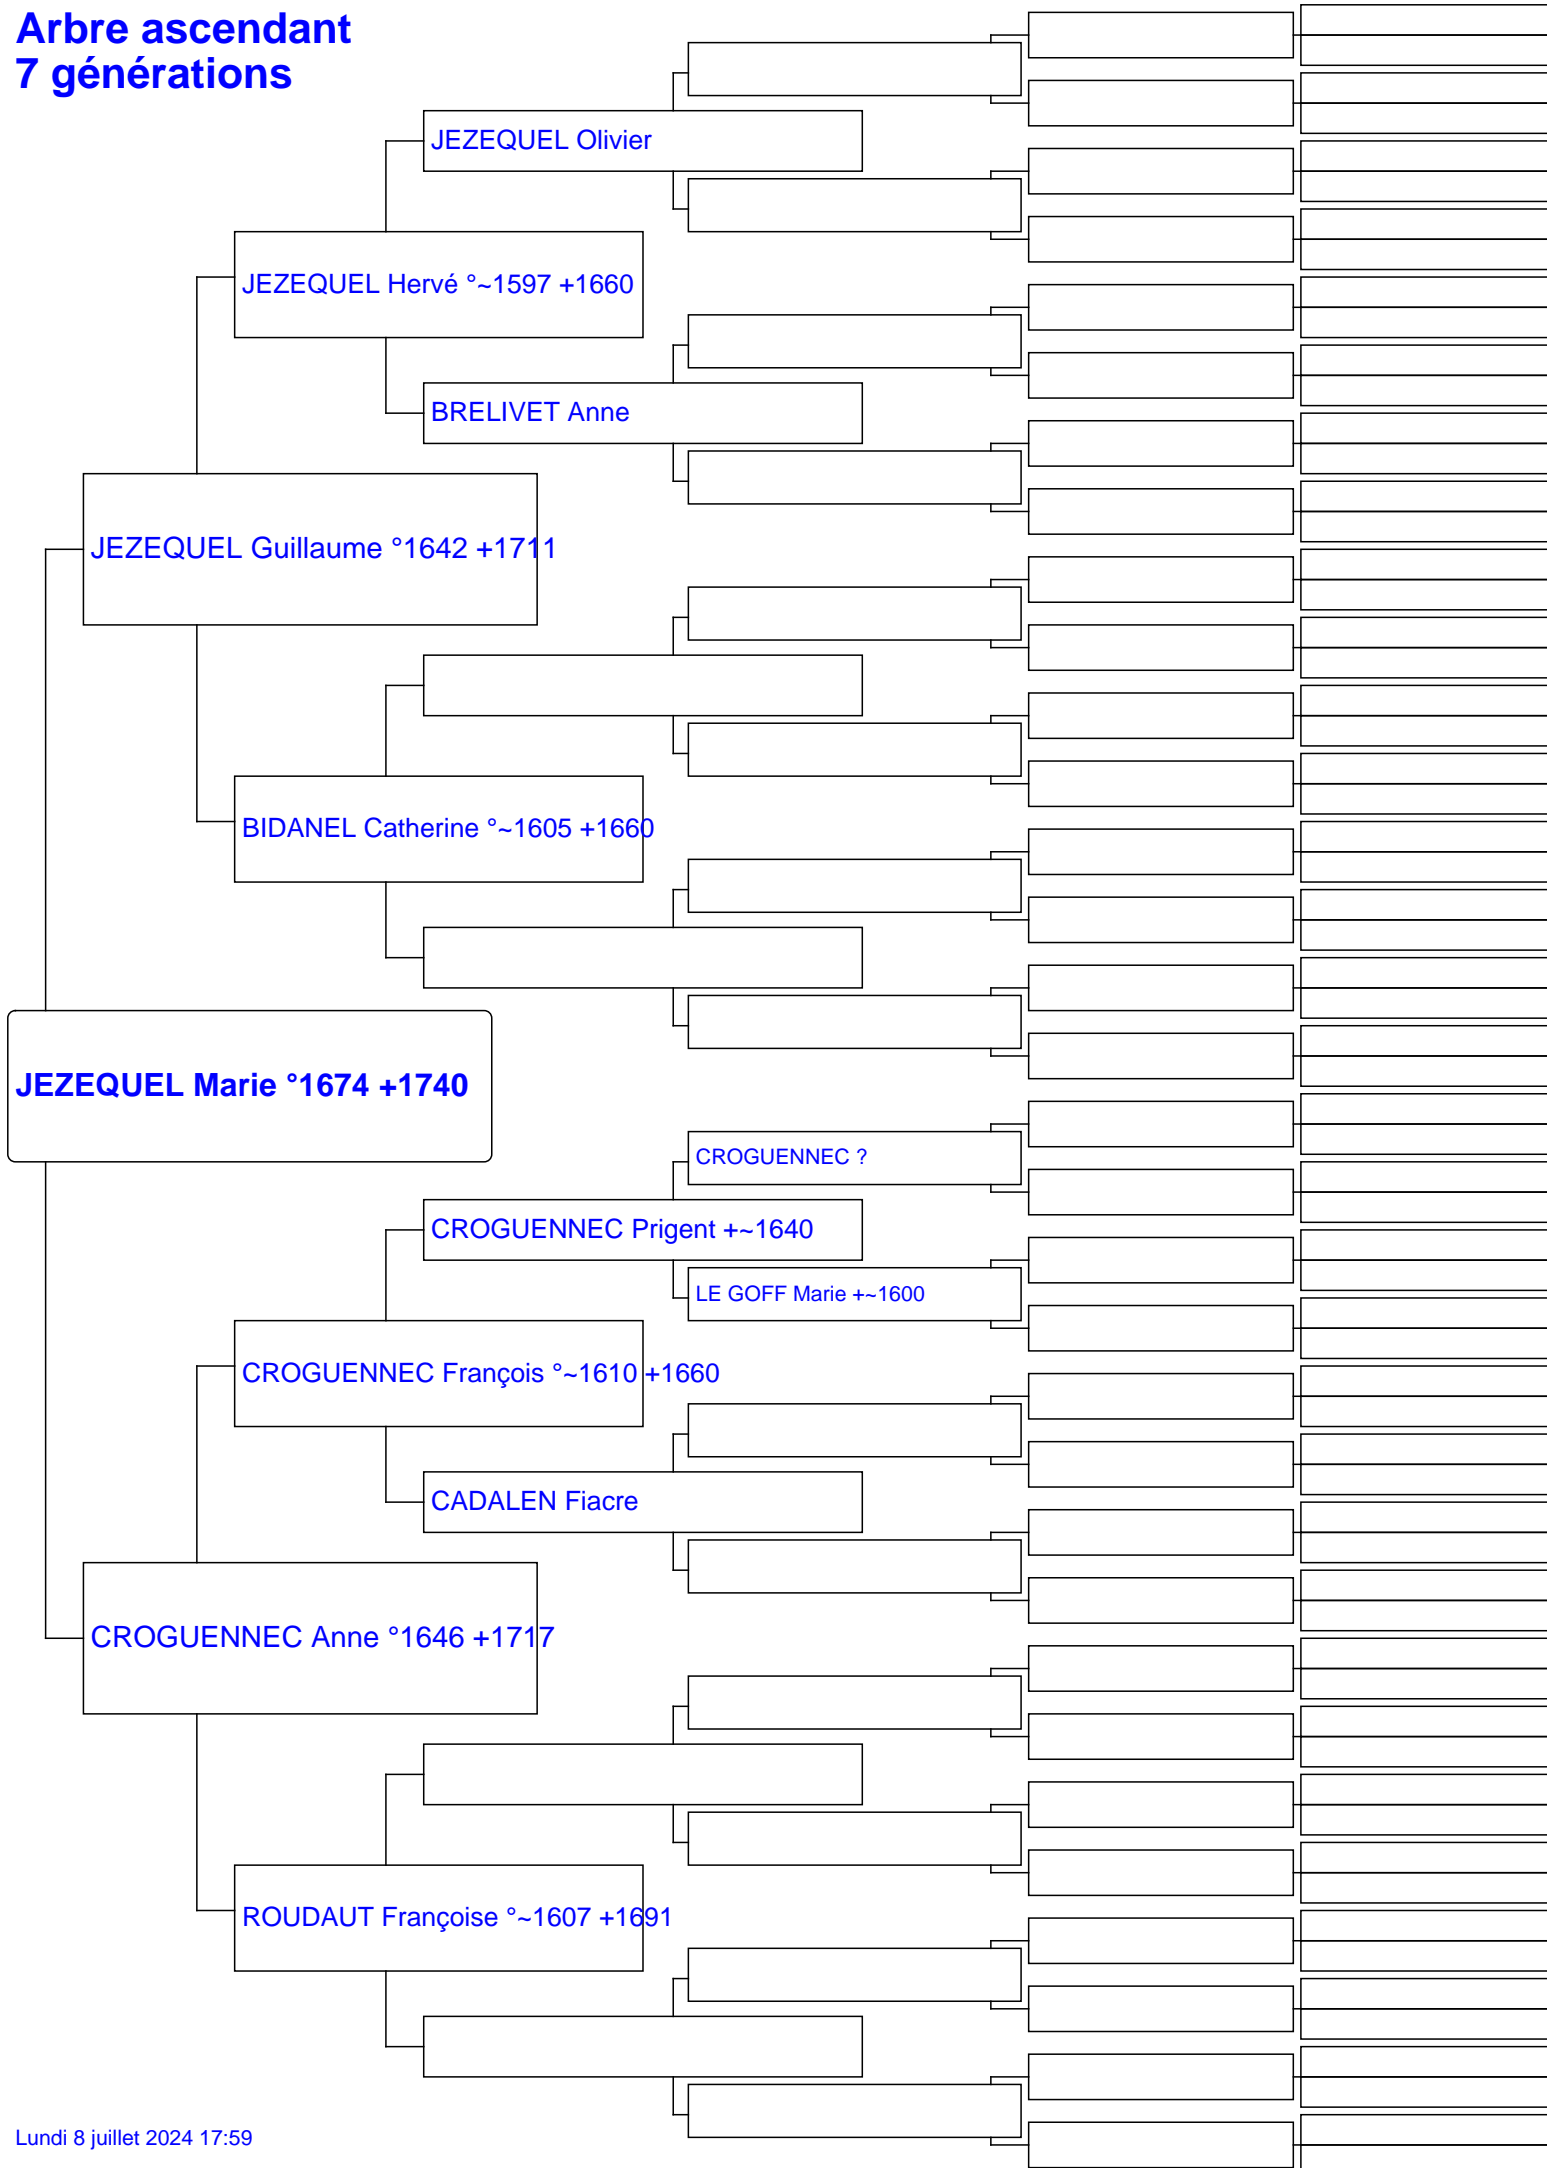 Arbre ascendant
7 générations
JEZEQUEL Olivier
JEZEQUEL Hervé °~1597 +1660
BRELIVET Anne
JEZEQUEL Guillaume °1642 +1711
BIDANEL Catherine °~1605 +1660
JEZEQUEL Marie °1674 +1740
CROGUENNEC ?
CROGUENNEC Prigent +~1640
LE GOFF Marie +~1600
CROGUENNEC François °~1610 +1660
CADALEN Fiacre
CROGUENNEC Anne °1646 +1717
ROUDAUT Françoise °~1607 +1691
Lundi 8 juillet 2024 17:59